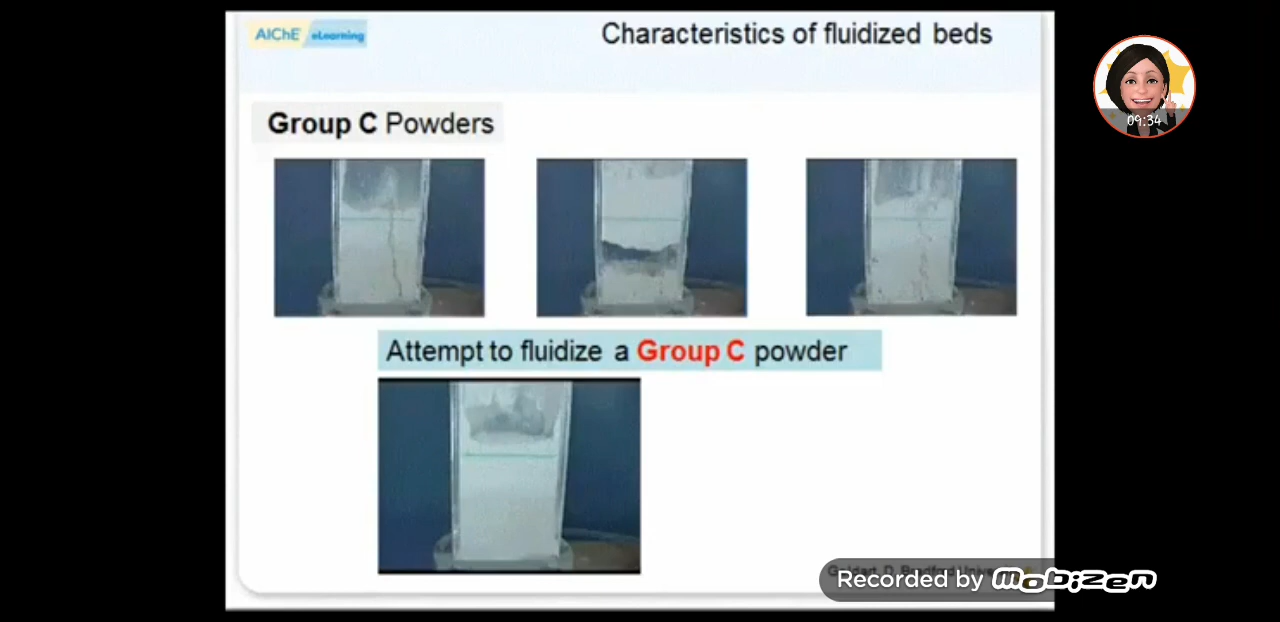 AIChE eLearning
Characteristics of fluidized beds
09:34
Group C Powders
Attempt to fluidize a Group C powder
Recorded by mobizen